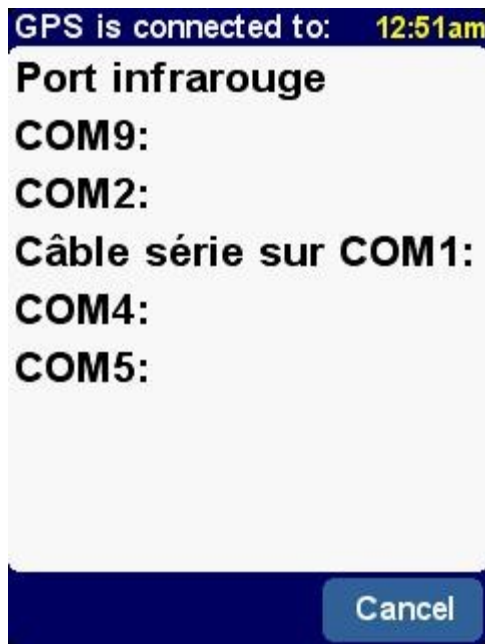 GPS is connected to: 12:51am
Port infrarouge
COM9:
COM2:
Câble série sur COM1:
COM4:
COM5:
Cancel